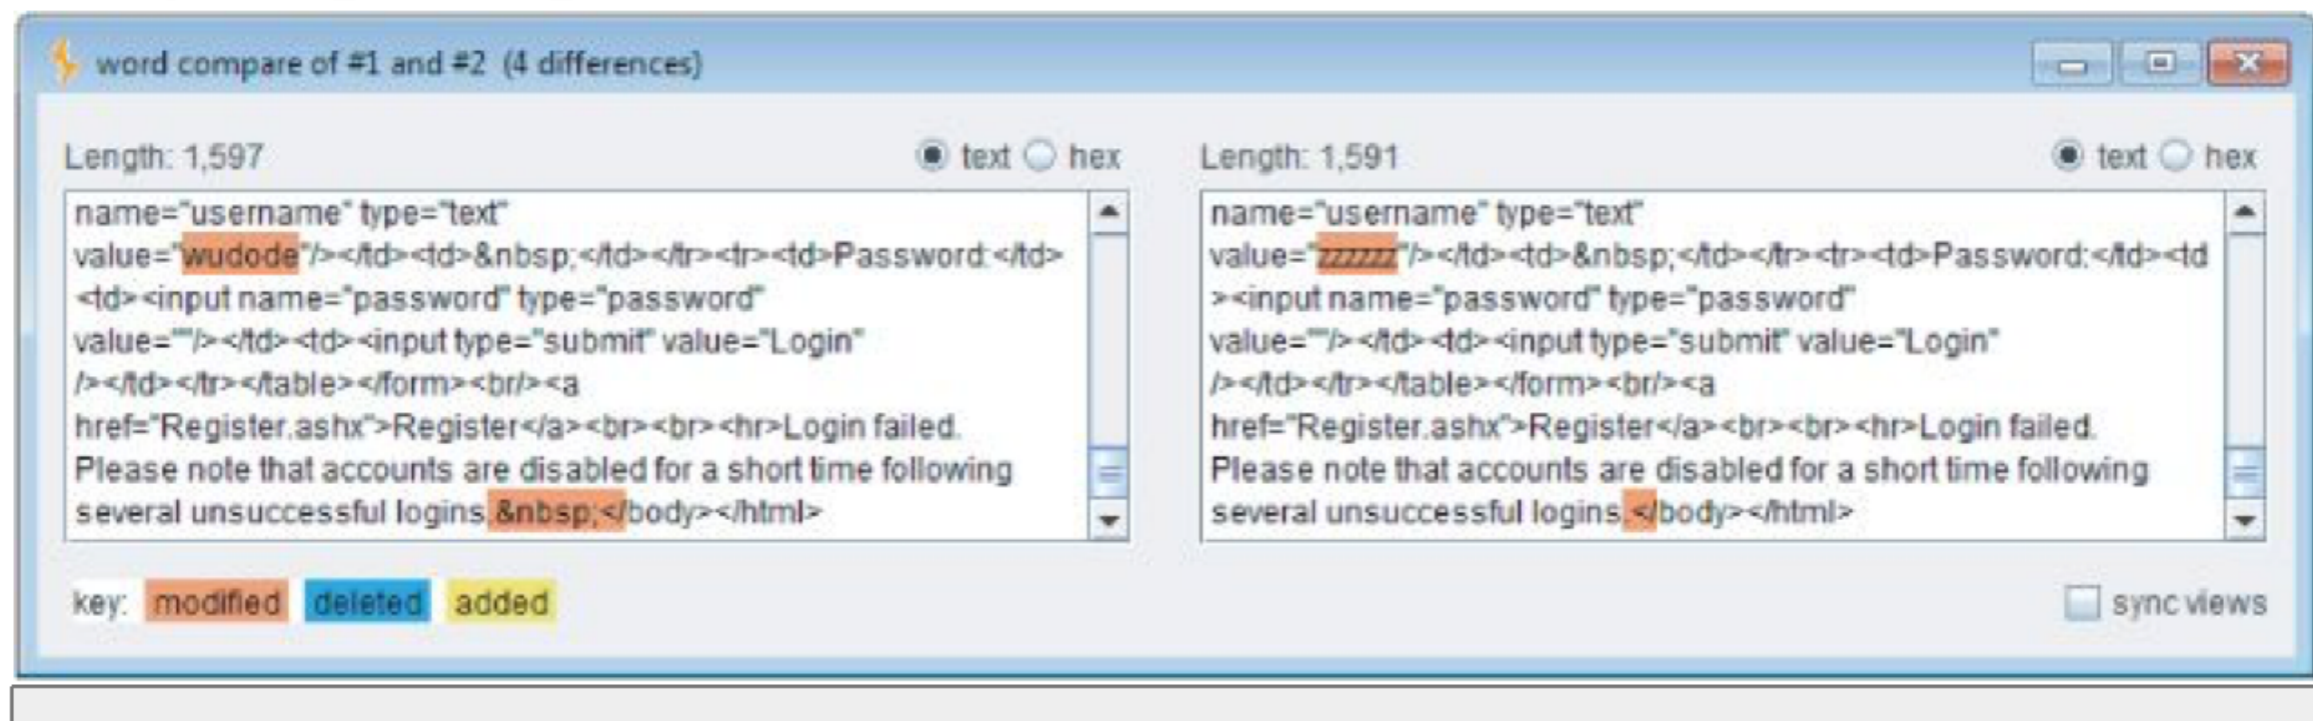 word compare of #1 and #2 (4 differences)
Length: 1,597
text
hex
name="username" type="text"
value="wudode"/></td><td>&nbsp;</td></tr><tr><td>Password:</td>
<td><input name="password" type="password"
value=""/></td><td><input type="submit" value="Login"
/></td></tr></table></form><br/><a
href="Register.ashx">Register</a><br><br><hr>Login failed.
Please note that accounts are disabled for a short time following
several unsuccessful logins.&nbsp;</body></html>
Length: 1,591
text
hex
name="username" type="text"
value="zzzzzz"/></td><td>&nbsp;</td></tr><tr><td>Password:</td><td
><input name="password" type="password"
value=""/></td><td><input type="submit" value="Login"
/></td></tr></table></form><br/><a
href="Register.ashx">Register</a><br><br><hr>Login failed.
Please note that accounts are disabled for a short time following
several unsuccessful logins. </body></html>
key: modified deleted added
sync views